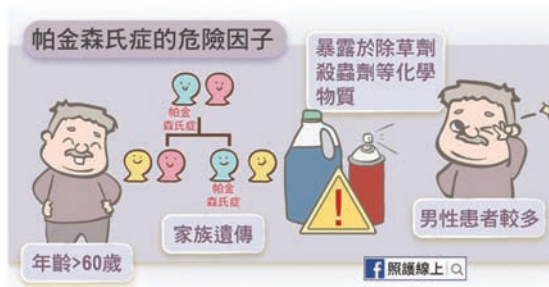 帕金森氏症的危險因子
暴露於除草劑
殺蟲劑等化學
物質
帕金
森氏症
帕金
森氏症
年齡>60歲
家族遺傳
男性患者較多
f 照護線上